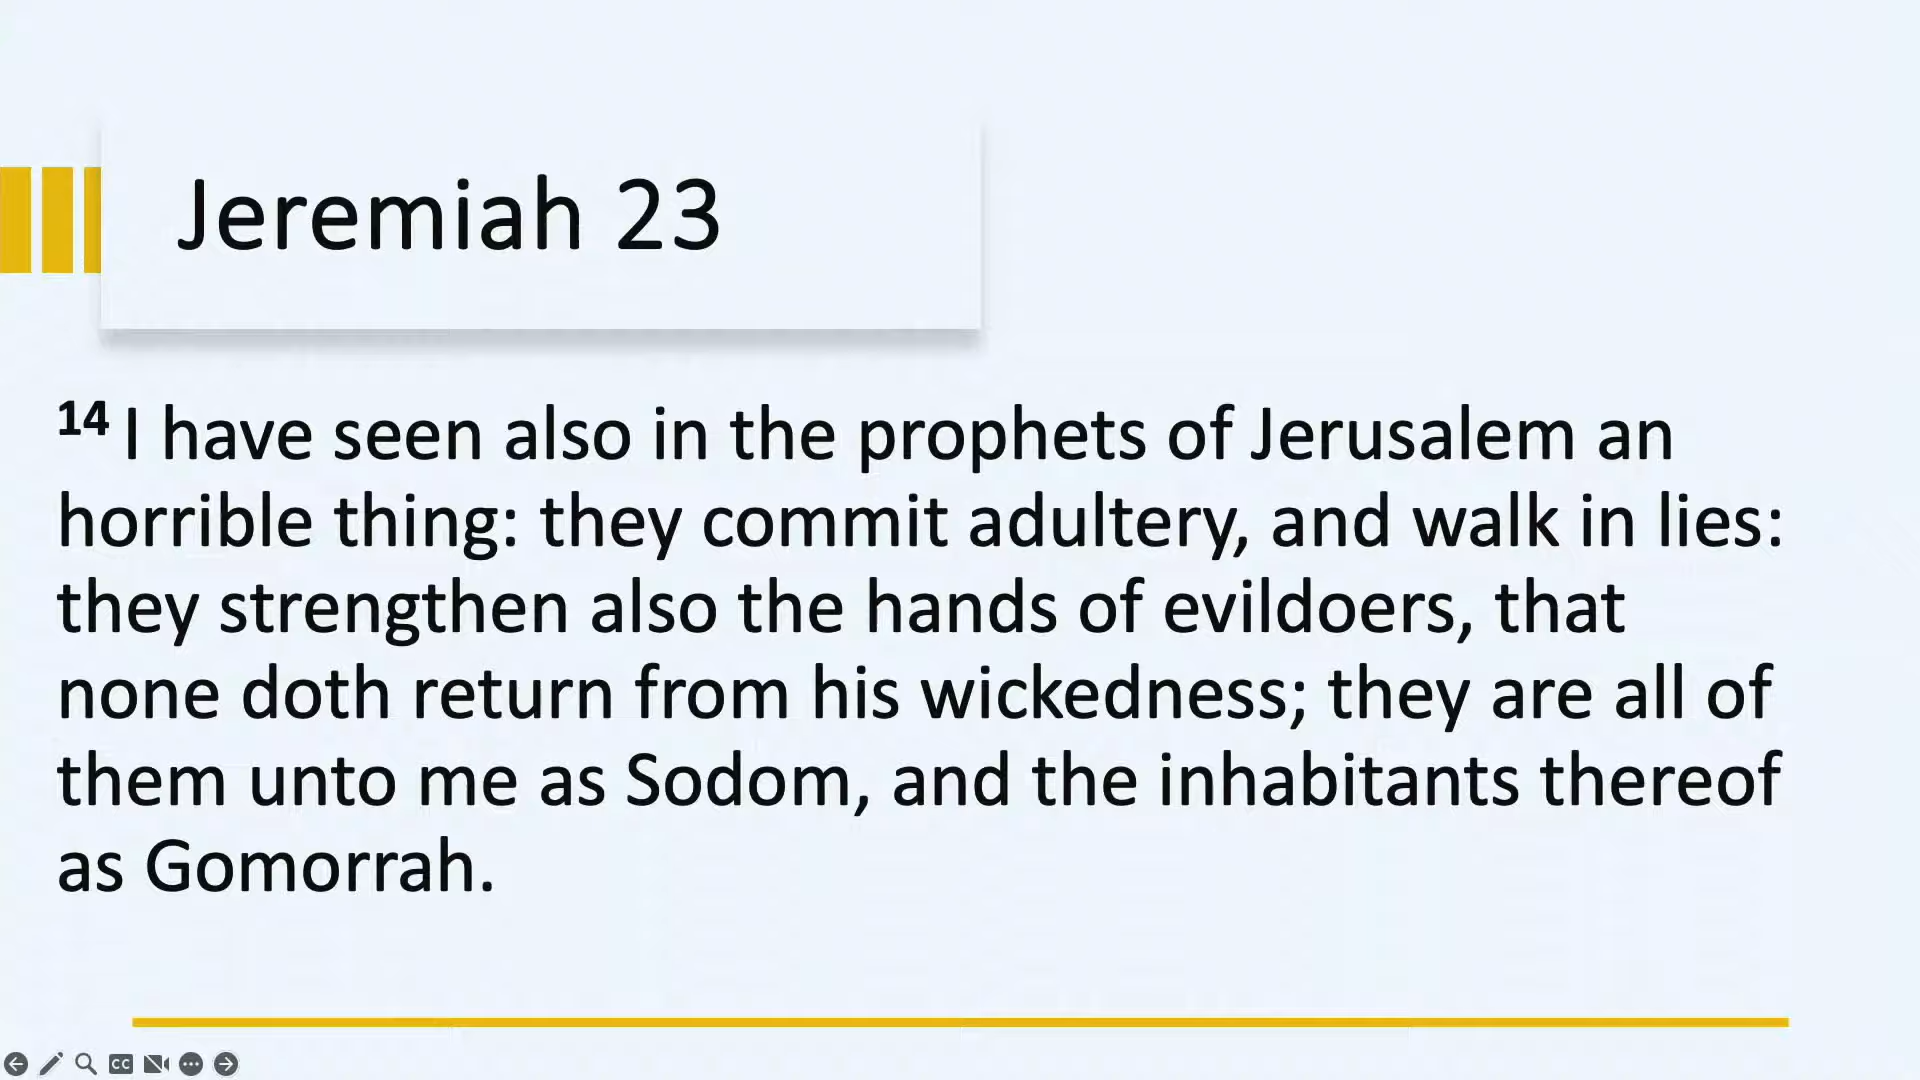 Jeremiah 23
14 I have seen also in the prophets of Jerusalem an
horrible thing: they commit adultery, and walk in lies:
they strengthen also the hands of evildoers, that
none doth return from his wickedness; they are all of
them unto me as Sodom, and the inhabitants thereof
as Gomorrah.
CC